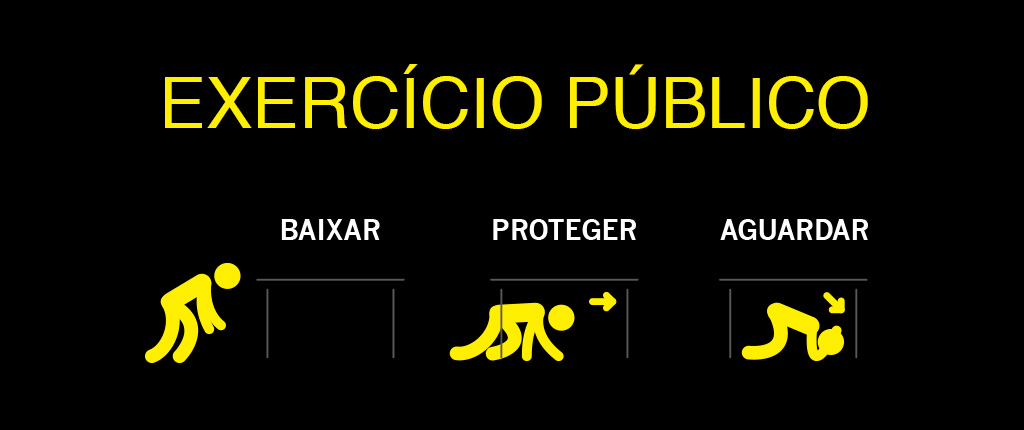 EXERCÍCIO PÚBLICO
BAIXAR PROTEGER AGUARDAR